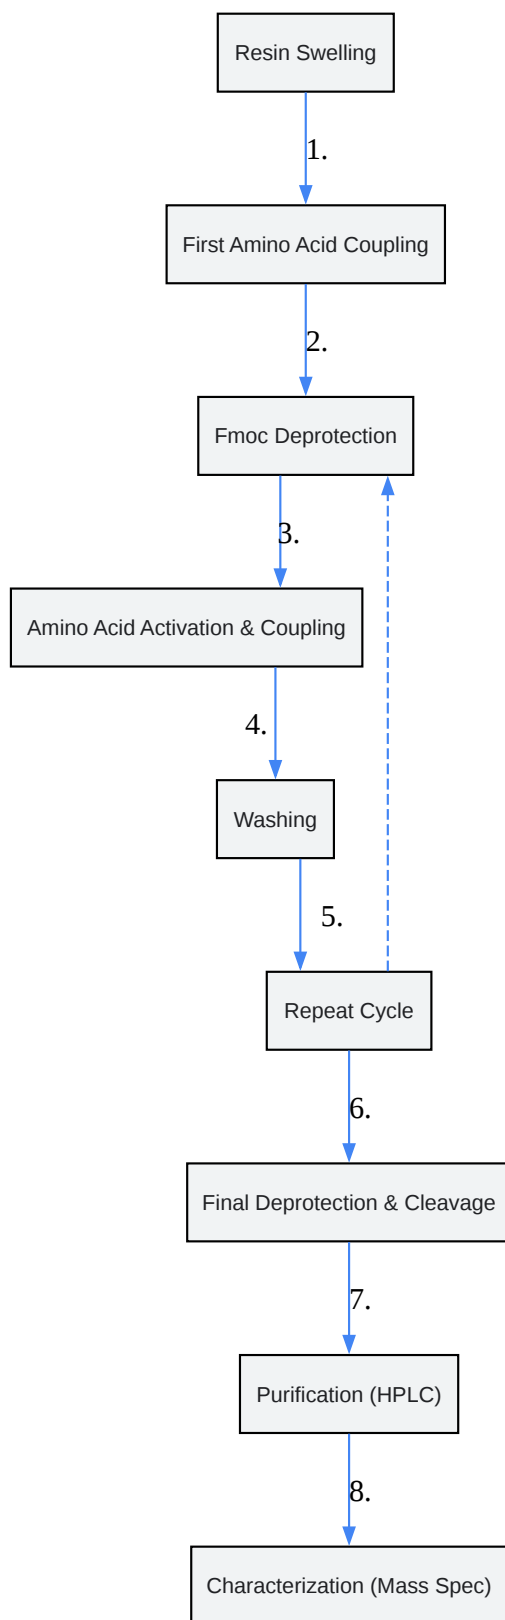 Resin Swelling
1.
First Amino Acid Coupling
2.
Fmoc Deprotection
3.
Amino Acid Activation & Coupling
4.
Washing
5.
Repeat Cycle
6.
Final Deprotection & Cleavage
7.
Purification (HPLC)
8.
Characterization (Mass Spec)